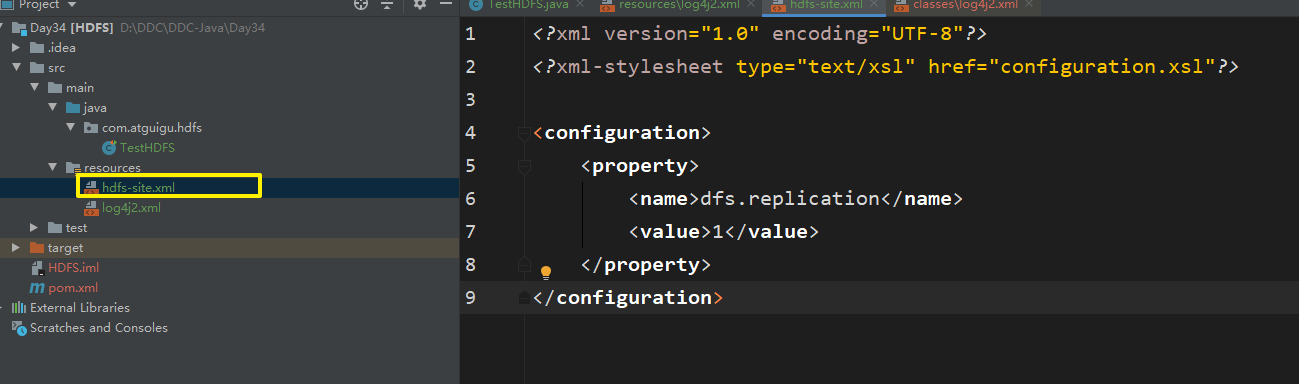 Project
Day34 [HDFS] D:\DDC\DDC-Java\Day34
.idea
src
main
java
com.atguigu.hdfs
TestHDFS
resources
hdfs-site.xml
log4j2.xml
test
target
HDFS.iml
pom.xml
External Libraries
Scratches and Consoles
TestHDFS.java resources\log4j2.xml hdfs-site.xml classes\log4j2.xml
1 <?xml version="1.0" encoding="UTF-8"?>
2 <?xml-stylesheet type="text/xsl" href="configuration.xsl"?>
3
4 <configuration>
5 <property>
6 <name>dfs.replication</name>
7 <value>1</value>
8 </property>
9 </configuration>